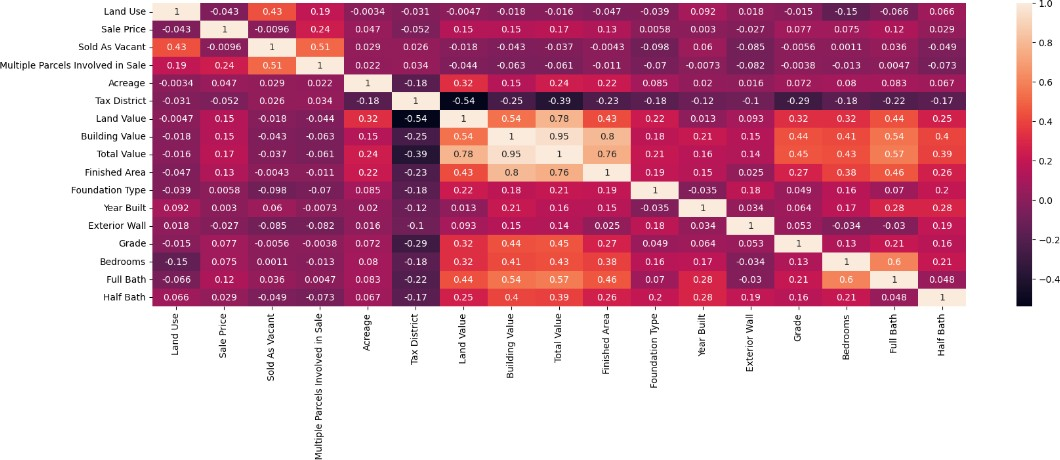 Land Use 1 -0.043 0.43 0.19 -0.0034 -0.031 -0.0047 -0.018 -0.016 -0.047 -0.039 0.092 0.018 -0.015 -0.15 -0.066 0.066
Sale Price -0.043 1 -0.0096 0.24 0.047 -0.052 0.15 0.15 0.17 0.13 0.0058 0.003 -0.027 0.077 0.075 0.12 0.029
Sold As Vacant 0.43 -0.0096 1 0.51 0.029 0.026 -0.018 -0.043 -0.037 -0.0043 -0.098 0.06 -0.085 -0.0056 0.0011 0.036 -0.049
Multiple Parcels Involved in Sale 0.19 0.24 0.51 1 0.022 0.034 -0.044 -0.063 -0.061 -0.011 -0.07 -0.0073 -0.082 -0.0038 -0.013 0.0047 -0.073
Acreage -0.0034 0.047 0.029 0.022 1 -0.18 0.32 0.15 0.24 0.22 0.085 0.02 0.016 0.072 0.08 0.083 0.067
Tax District -0.031 -0.052 0.026 0.034 -0.18 1 -0.54 -0.25 -0.39 -0.23 -0.18 -0.12 -0.1 -0.29 -0.18 -0.22 -0.17
Land Value -0.0047 0.15 -0.018 -0.044 0.32 -0.54 1 0.54 0.78 0.43 0.22 0.013 0.093 0.32 0.32 0.44 0.25
Building Value -0.018 0.15 -0.043 -0.063 0.15 -0.25 0.54 1 0.95 0.8 0.18 0.21 0.15 0.44 0.41 0.54 0.4
Total Value -0.016 0.17 -0.037 -0.061 0.24 -0.39 0.78 0.95 1 0.76 0.21 0.16 0.14 0.45 0.43 0.57 0.39
Finished Area -0.047 0.13 -0.0043 -0.011 0.22 -0.23 0.43 0.8 0.76 1 0.19 0.15 0.025 0.27 0.38 0.46 0.26
Foundation Type -0.039 0.0058 -0.098 -0.07 0.085 -0.18 0.22 0.18 0.21 0.19 1 -0.035 0.18 0.049 0.16 0.07 0.2
Year Built 0.092 0.003 0.06 -0.0073 0.02 -0.12 0.013 0.21 0.16 0.15 -0.035 1 0.034 0.064 0.17 0.28 0.28
Exterior Wall 0.018 -0.027 -0.085 -0.082 0.016 -0.1 0.093 0.15 0.14 0.025 0.18 0.034 1 0.053 -0.034 -0.03 0.19
Grade -0.015 0.077 -0.0056 -0.0038 0.072 -0.29 0.32 0.44 0.45 0.27 0.049 0.064 0.053 1 0.13 0.21 0.16
Bedrooms -0.15 0.075 0.0011 -0.013 0.08 -0.18 0.32 0.41 0.43 0.38 0.16 0.17 -0.034 0.13 1 0.6 0.21
Full Bath -0.066 0.12 0.036 0.0047 0.083 -0.22 0.44 0.54 0.57 0.46 0.07 0.28 -0.03 0.21 0.6 1 0.048
Half Bath 0.066 0.029 -0.049 -0.073 0.067 -0.17 0.25 0.4 0.39 0.26 0.2 0.28 0.19 0.16 0.21 0.048 1
Land Use
Sale Price
Sold As Vacant
Multiple Parcels Involved in Sale
Acreage
Tax District
Land Value
Building Value
Total Value
Finished Area
Foundation Type
Year Built
Exterior Wall
Grade
Bedrooms
Full Bath
Half Bath
1.0
0.8
0.6
0.4
0.2
0.0
−0.2
−0.4